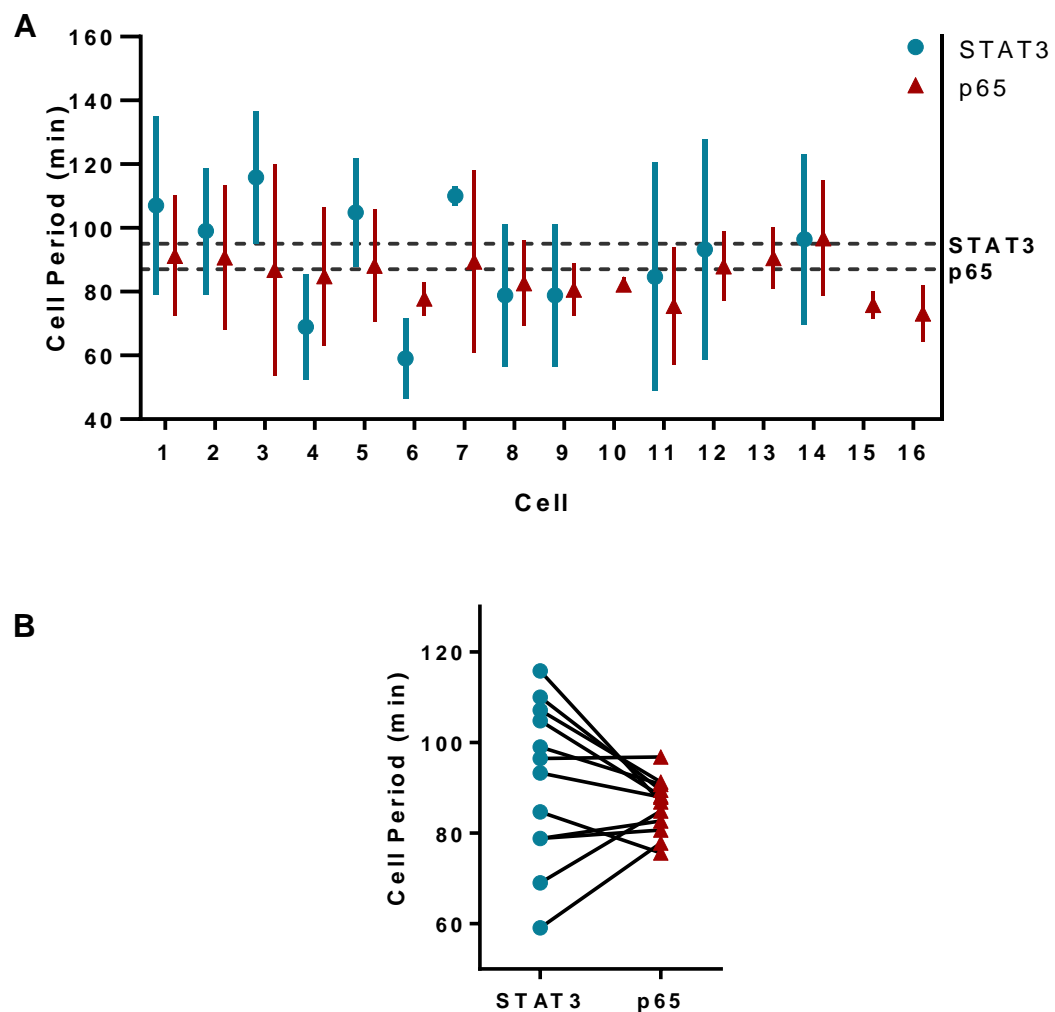 A
Cell Period (min)
160
140
120
100
80
60
40
STAT3
p65
STAT3
p65
1 2 3 4 5 6 7 8 9 10 11 12 13 14 15 16
Cell
B
Cell Period (min)
120
100
80
60
STAT3 p65